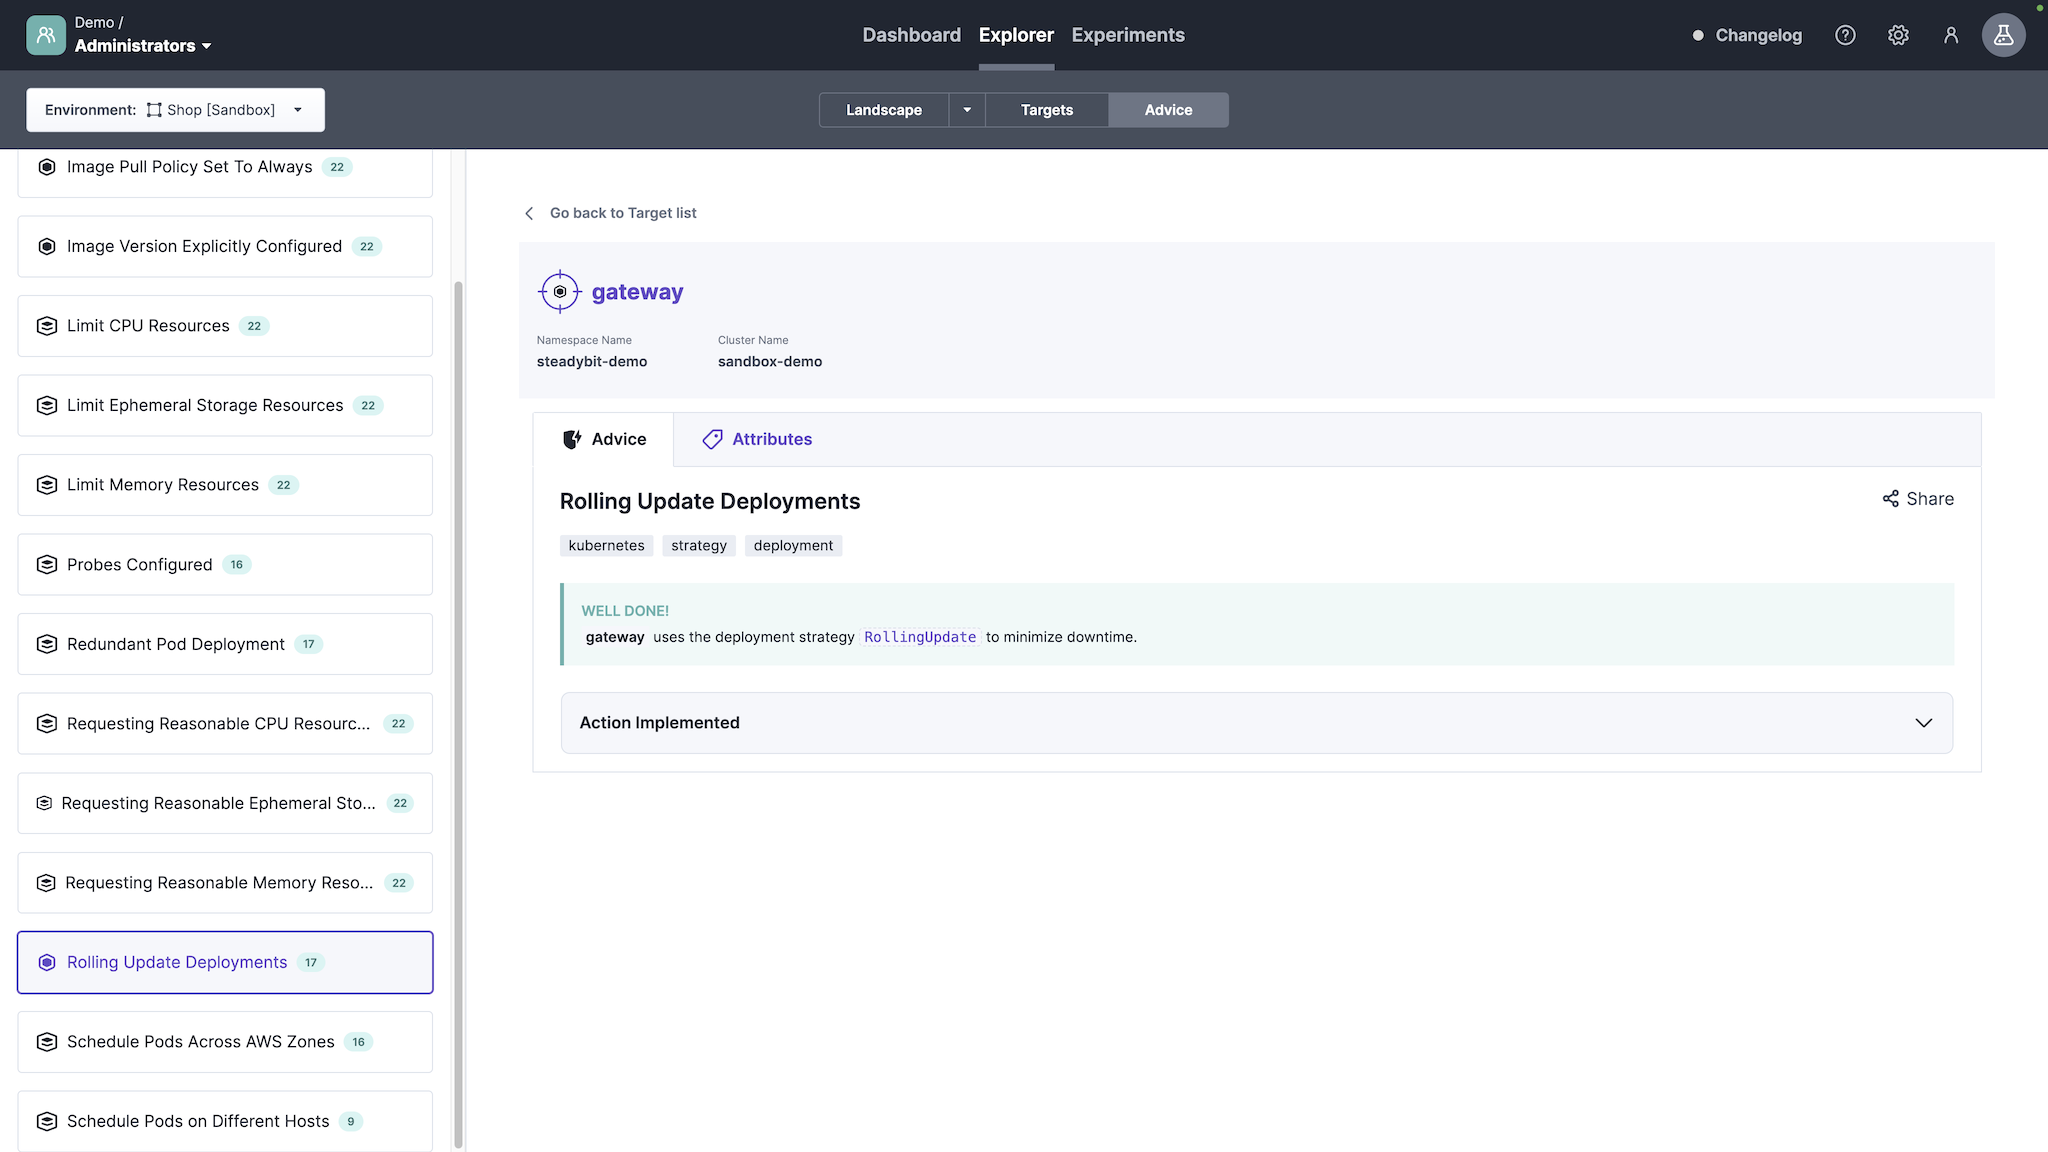 Demo /
Administrators
Dashboard
Explorer
Experiments
Changelog
Environment: Shop [Sandbox]
Landscape
Targets
Advice
Image Pull Policy Set To Always 22
Image Version Explicitly Configured 22
Limit CPU Resources 22
Limit Ephemeral Storage Resources 22
Limit Memory Resources 22
Probes Configured 16
Redundant Pod Deployment 17
Requesting Reasonable CPU Resourc... 22
Requesting Reasonable Ephemeral Sto... 22
Requesting Reasonable Memory Reso... 22
Rolling Update Deployments 17
Schedule Pods Across AWS Zones 16
Schedule Pods on Different Hosts 9
Go back to Target list
gateway
Namespace Name
steadybit-demo
Cluster Name
sandbox-demo
Advice
Attributes
Rolling Update Deployments
Share
kubernetes
strategy
deployment
WELL DONE!
gateway uses the deployment strategy RollingUpdate to minimize downtime.
Action Implemented